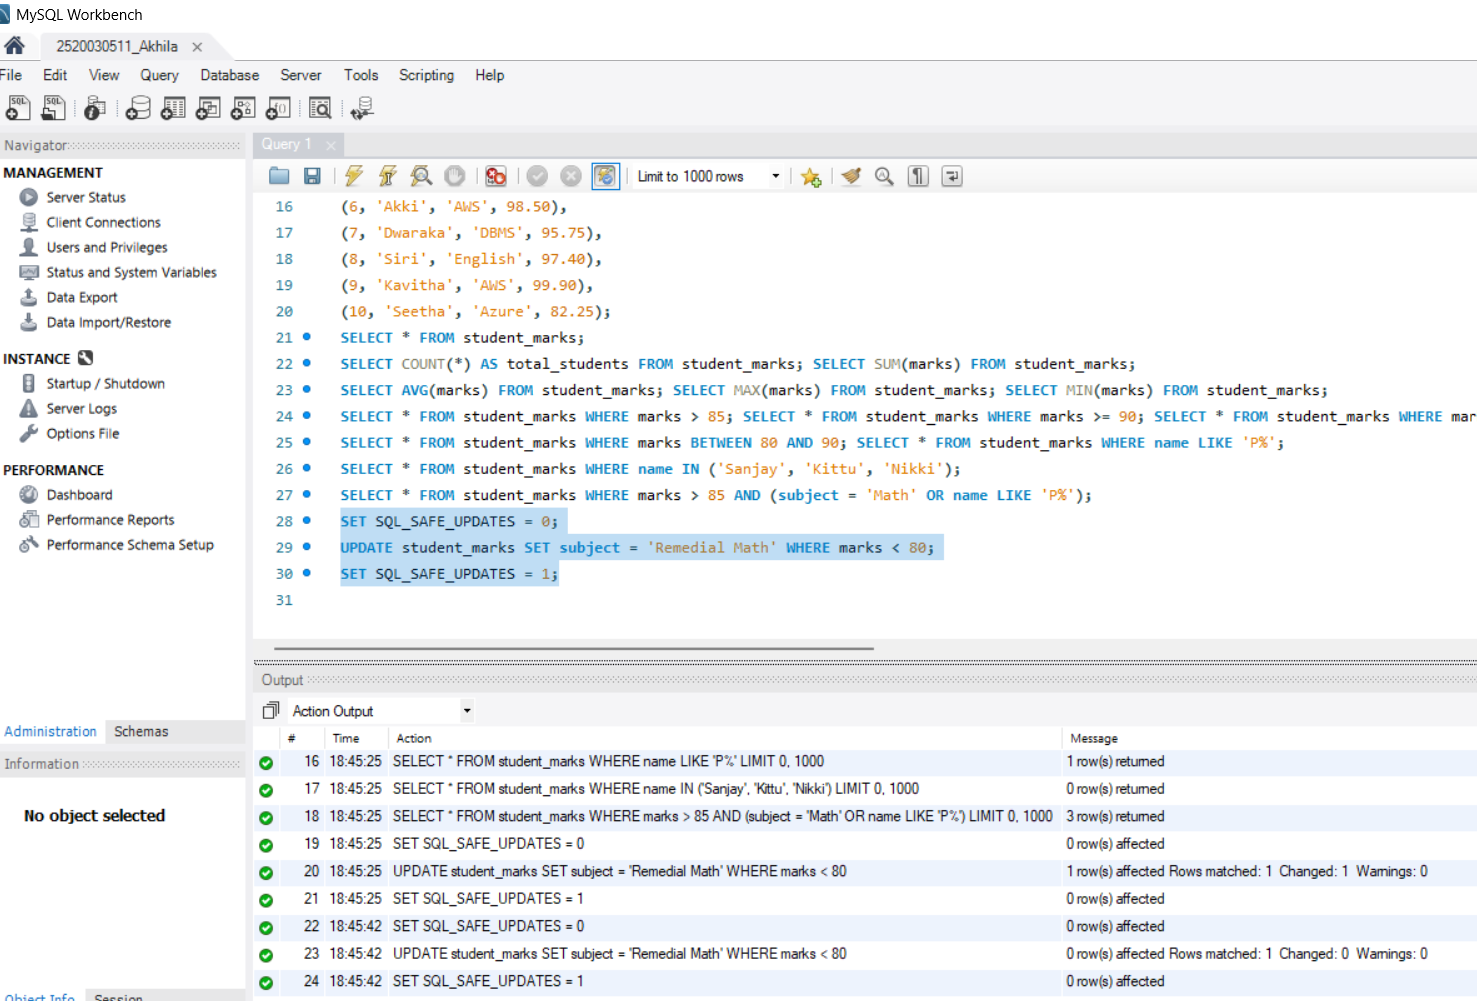 MySQL Workbench
2520030511_Akhila
File Edit View Query Database Server Tools Scripting Help
Navigator
MANAGEMENT
Server Status
Client Connections
Users and Privileges
Status and System Variables
Data Export
Data Import/Restore
INSTANCE
Startup / Shutdown
Server Logs
Options File
PERFORMANCE
Dashboard
Performance Reports
Performance Schema Setup
Administration Schemas
Information
No object selected
Object Info Session
Query 1
Limit to 1000 rows
16 (6, 'Akki', 'AWS', 98.50),
17 (7, 'Dwaraka', 'DBMS', 95.75),
18 (8, 'Siri', 'English', 97.40),
19 (9, 'Kavitha', 'AWS', 99.90),
20 (10, 'Seetha', 'Azure', 82.25);
21 SELECT * FROM student_marks;
22 SELECT COUNT(*) AS total_students FROM student_marks; SELECT SUM(marks) FROM student_marks;
23 SELECT AVG(marks) FROM student_marks; SELECT MAX(marks) FROM student_marks; SELECT MIN(marks) FROM student_marks;
24 SELECT * FROM student_marks WHERE marks > 85; SELECT * FROM student_marks WHERE marks >= 90; SELECT * FROM student_marks WHERE mar
25 SELECT * FROM student_marks WHERE marks BETWEEN 80 AND 90; SELECT * FROM student_marks WHERE name LIKE 'P%';
26 SELECT * FROM student_marks WHERE name IN ('Sanjay', 'Kittu', 'Nikki');
27 SELECT * FROM student_marks WHERE marks > 85 AND (subject = 'Math' OR name LIKE 'P%');
28 SET SQL_SAFE_UPDATES = 0;
29 UPDATE student_marks SET subject = 'Remedial Math' WHERE marks < 80;
30 SET SQL_SAFE_UPDATES = 1;
31
Output
Action Output
# Time Action Message
16 18:45:25 SELECT * FROM student_marks WHERE name LIKE 'P%' LIMIT 0, 1000 1 row(s) returned
17 18:45:25 SELECT * FROM student_marks WHERE name IN ('Sanjay', 'Kittu', 'Nikki') LIMIT 0, 1000 0 row(s) returned
18 18:45:25 SELECT * FROM student_marks WHERE marks > 85 AND (subject = 'Math' OR name LIKE 'P%') LIMIT 0, 1000 3 row(s) returned
19 18:45:25 SET SQL_SAFE_UPDATES = 0 0 row(s) affected
20 18:45:25 UPDATE student_marks SET subject = 'Remedial Math' WHERE marks < 80 1 row(s) affected Rows matched: 1 Changed: 1 Warnings: 0
21 18:45:25 SET SQL_SAFE_UPDATES = 1 0 row(s) affected
22 18:45:42 SET SQL_SAFE_UPDATES = 0 0 row(s) affected
23 18:45:42 UPDATE student_marks SET subject = 'Remedial Math' WHERE marks < 80 0 row(s) affected Rows matched: 1 Changed: 0 Warnings: 0
24 18:45:42 SET SQL_SAFE_UPDATES = 1 0 row(s) affected